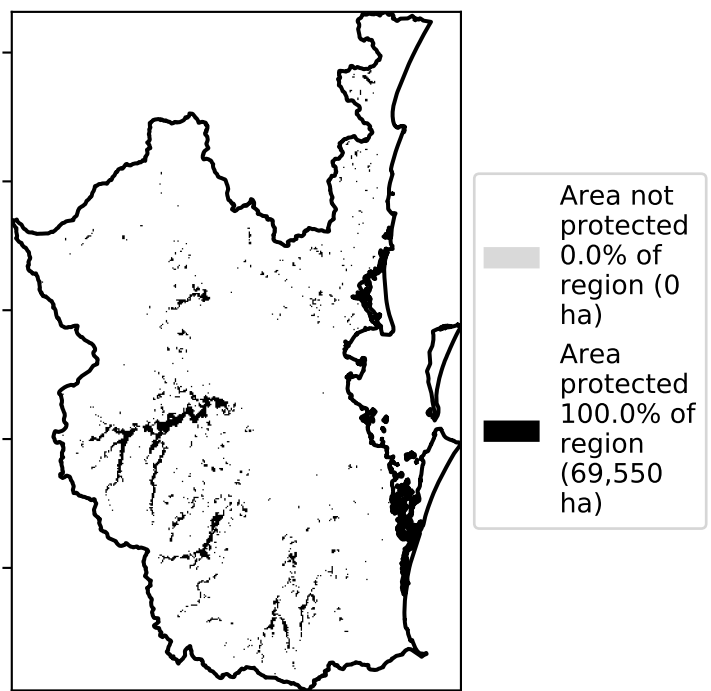 Area not
protected
0.0% of
region (0
ha)
Area
protected
100.0% of
region
(69,550
ha)